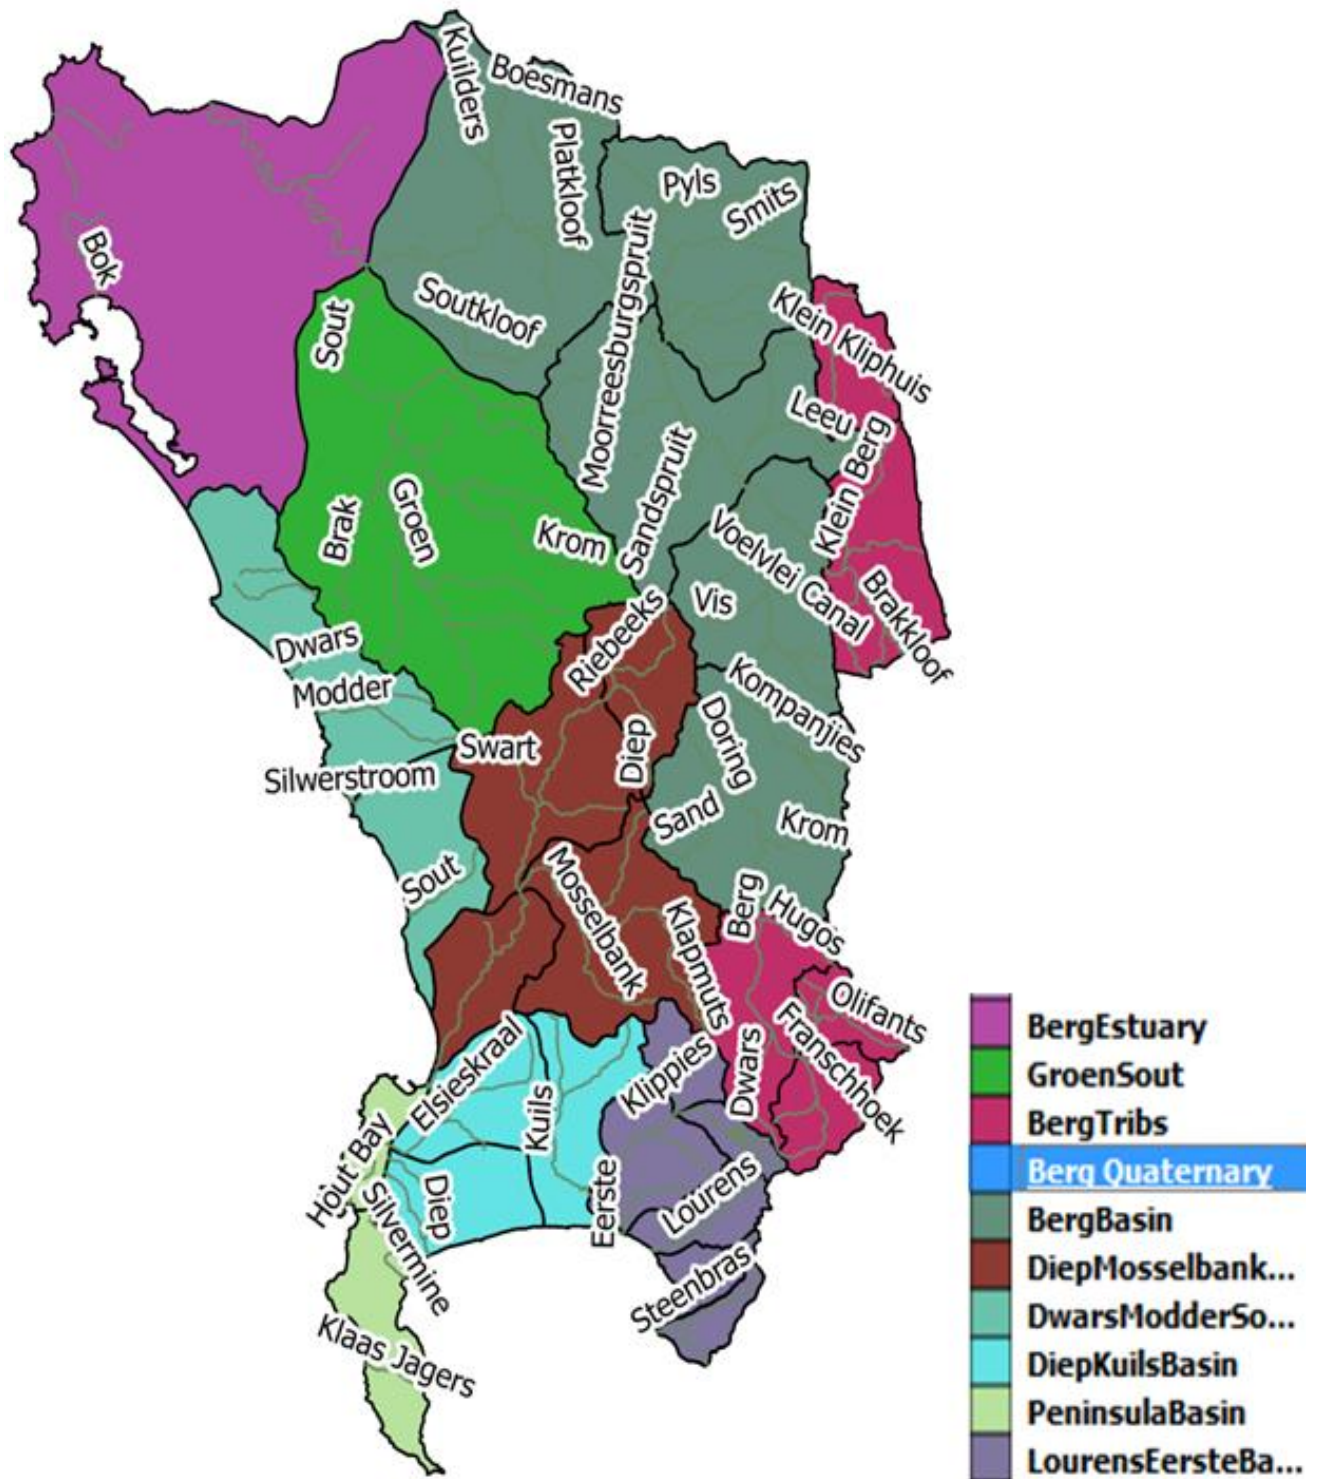 Kuilders
Boesmans
Platkloof
Pyls
Smits
Bok
Moorreesburgspruit
Soutkloof
Sout
Klein Kliphuis
Leeu
Klein Berg
Sandspruit
Groen
Brak
Krom
Voelvlei Canal
Vis
Brakkloof
Riebeeks
Dwars
Modder
Kompanjies
Doring
Swart
Diep
Silwerstroom
Sand
Krom
Sout
Mosselbank
Klapmuts
Berg
Hugos
Olifants
Franschhoek
Dwars
Elsieskraal
Klippies
Kuils
Hout Bay
Diep
Silvermine
Eerste
Lourens
Steenbras
Klaas Jagers
BergEstuary
GroenSout
BergTribs
Berg Quaternary
BergBasin
DiepMosselbank...
DwarsModderSo...
DiepKuilsBasin
PeninsulaBasin
LourensEersteBa...